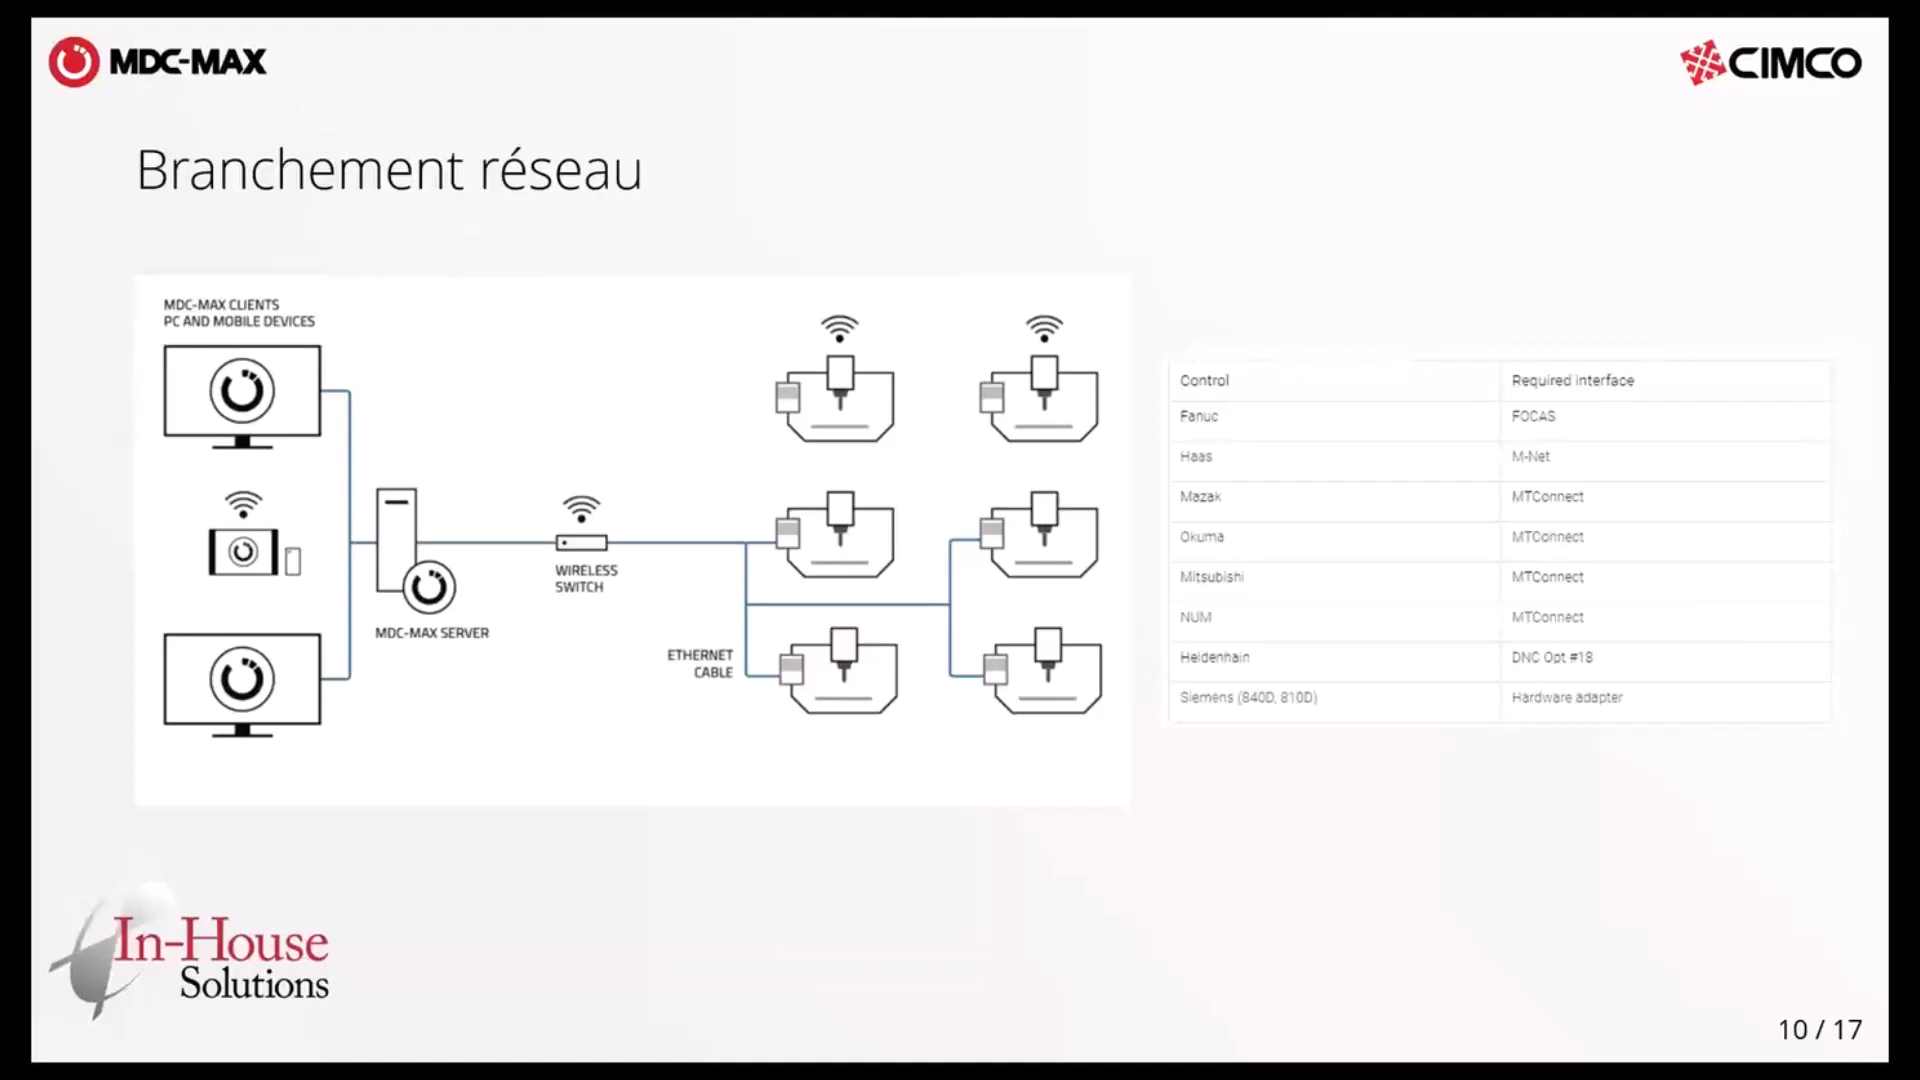 MDC-MAX
CIMCO
Branchement réseau
MDC-MAX CLIENTS
PC AND MOBILE DEVICES
WIRELESS
SWITCH
MDC-MAX SERVER
ETHERNET
CABLE
Control Required interface
Fanuc FOCAS
Haas M-Net
Mazak MTConnect
Okuma MTConnect
Mitsubishi MTConnect
NUM MTConnect
Heidenhain DNC Opt #18
Siemens (840D, 810D) Hardware adapter
In-House
Solutions
10 / 17